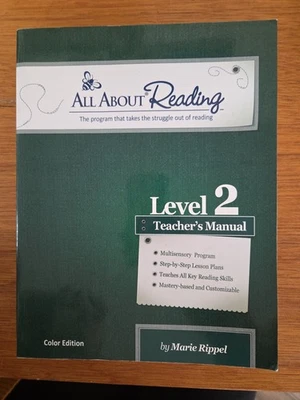 All About® Reading™
The program that takes the struggle out of reading
Level 2
Teacher's Manual
Multisensory Program
Step-by-Step Lesson Plans
Teaches All Key Reading Skills
Mastery-based and Customizable
Color Edition
by Marie Rippel